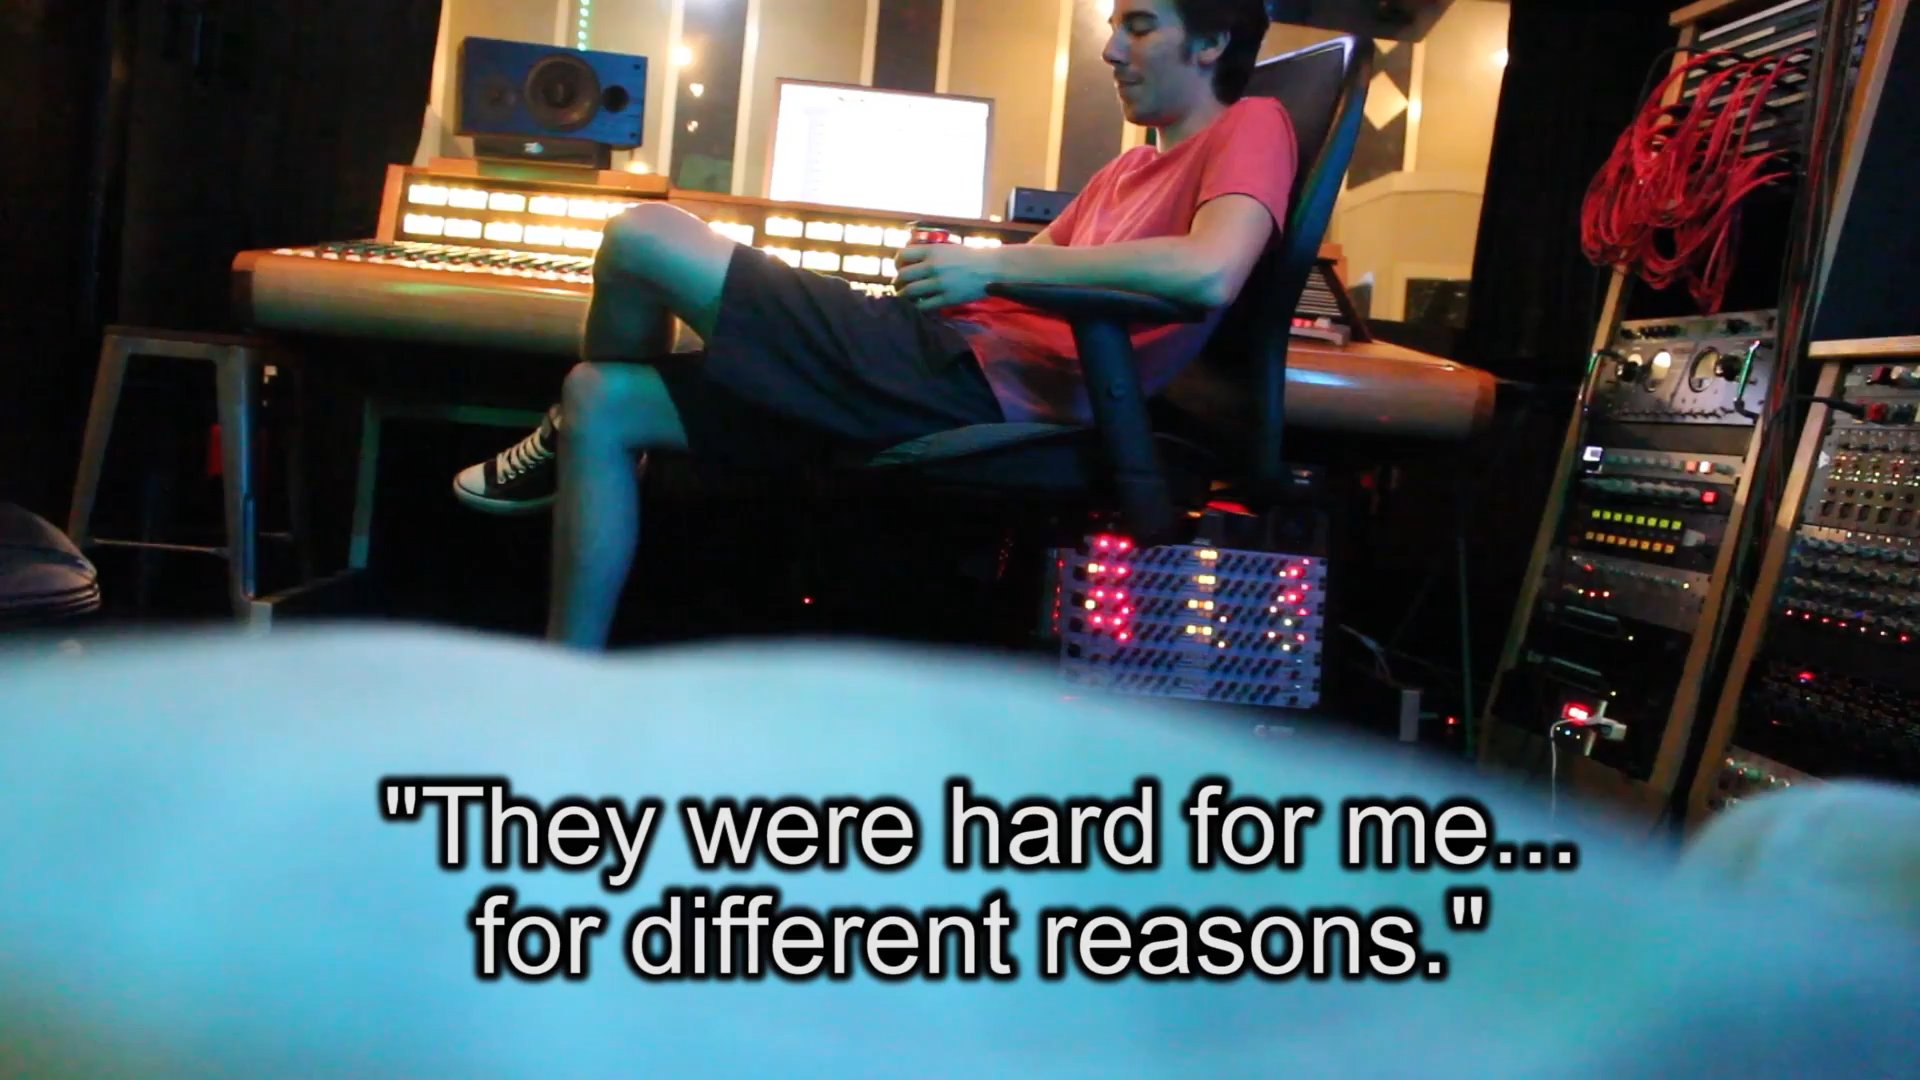 "They were hard for me...
for different reasons."